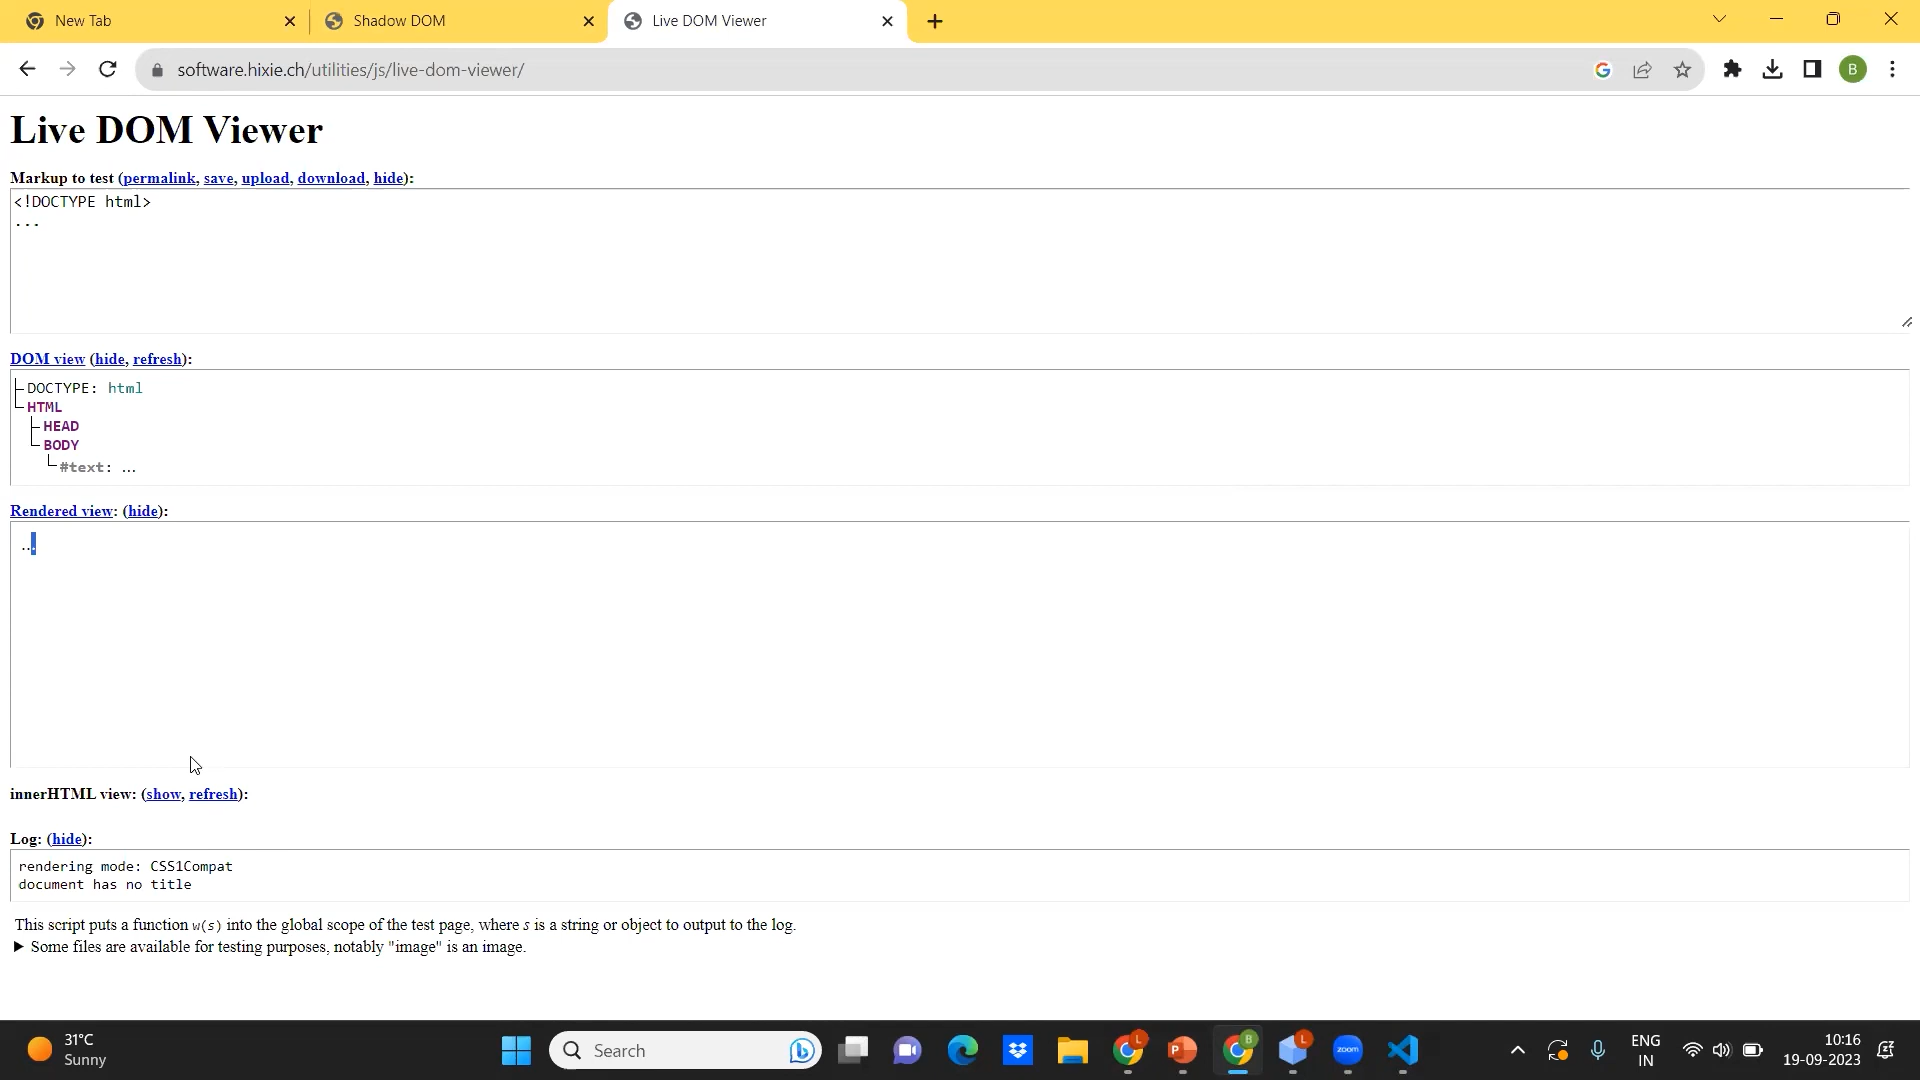 New Tab
Shadow DOM
Live DOM Viewer
software.hixie.ch/utilities/js/live-dom-viewer/
B
Live DOM Viewer
Markup to test (permalink, save, upload, download, hide):
<!DOCTYPE html>
...
DOM view (hide, refresh):
DOCTYPE: html
HTML
HEAD
BODY
#text: ...
Rendered view: (hide):
...
innerHTML view: (show, refresh):
Log: (hide):
rendering mode: CSS1Compat
document has no title
This script puts a function w(s) into the global scope of the test page, where s is a string or object to output to the log.
Some files are available for testing purposes, notably "image" is an image.
31°C
Sunny
Search
L
P
B
L
zoom
ENG
IN
10:16
19-09-2023